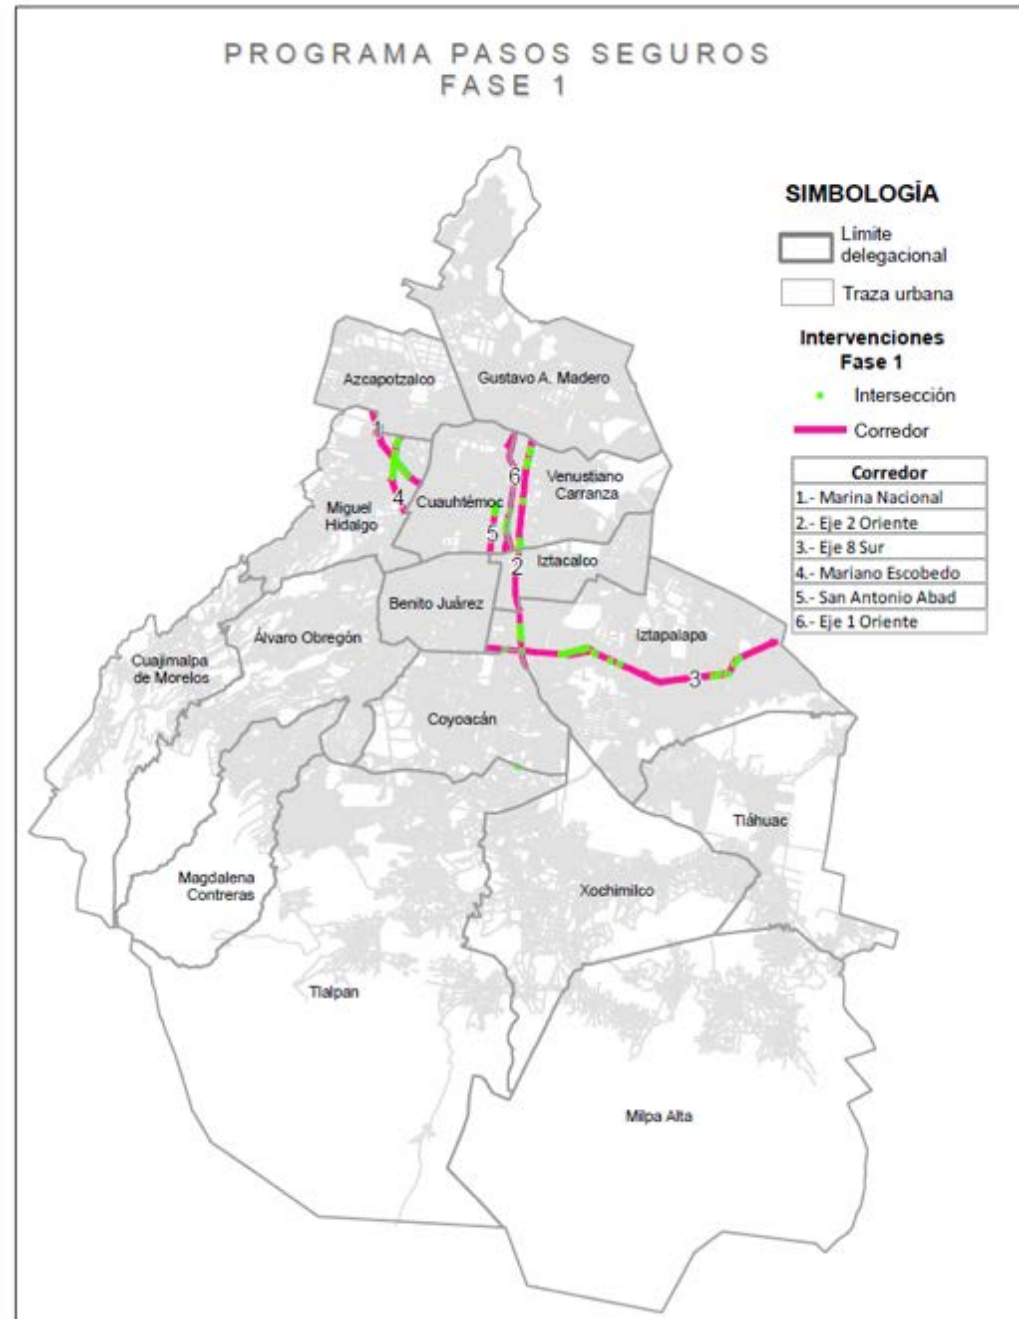 PROGRAMA PASOS SEGUROS
FASE 1
SIMBOLOGÍA
Límite
delegacional
Traza urbana
Intervenciones
Fase 1
Intersección
Corredor
Corredor
1.- Marina Nacional
2.- Eje 2 Oriente
3.- Eje 8 Sur
4.- Mariano Escobedo
5.- San Antonio Abad
6.- Eje 1 Oriente
Azcapotzalco
Gustavo A. Madero
1
6
Venustiano
Carranza
4
Cuauhtémoc
Miguel
Hidalgo
5
2
Iztacalco
Benito Juárez
Álvaro Obregón
Iztapalapa
Cuajimalpa
de Morelos
3
Coyoacán
Tláhuac
Magdalena
Contreras
Xochimilco
Tlalpan
Milpa Alta